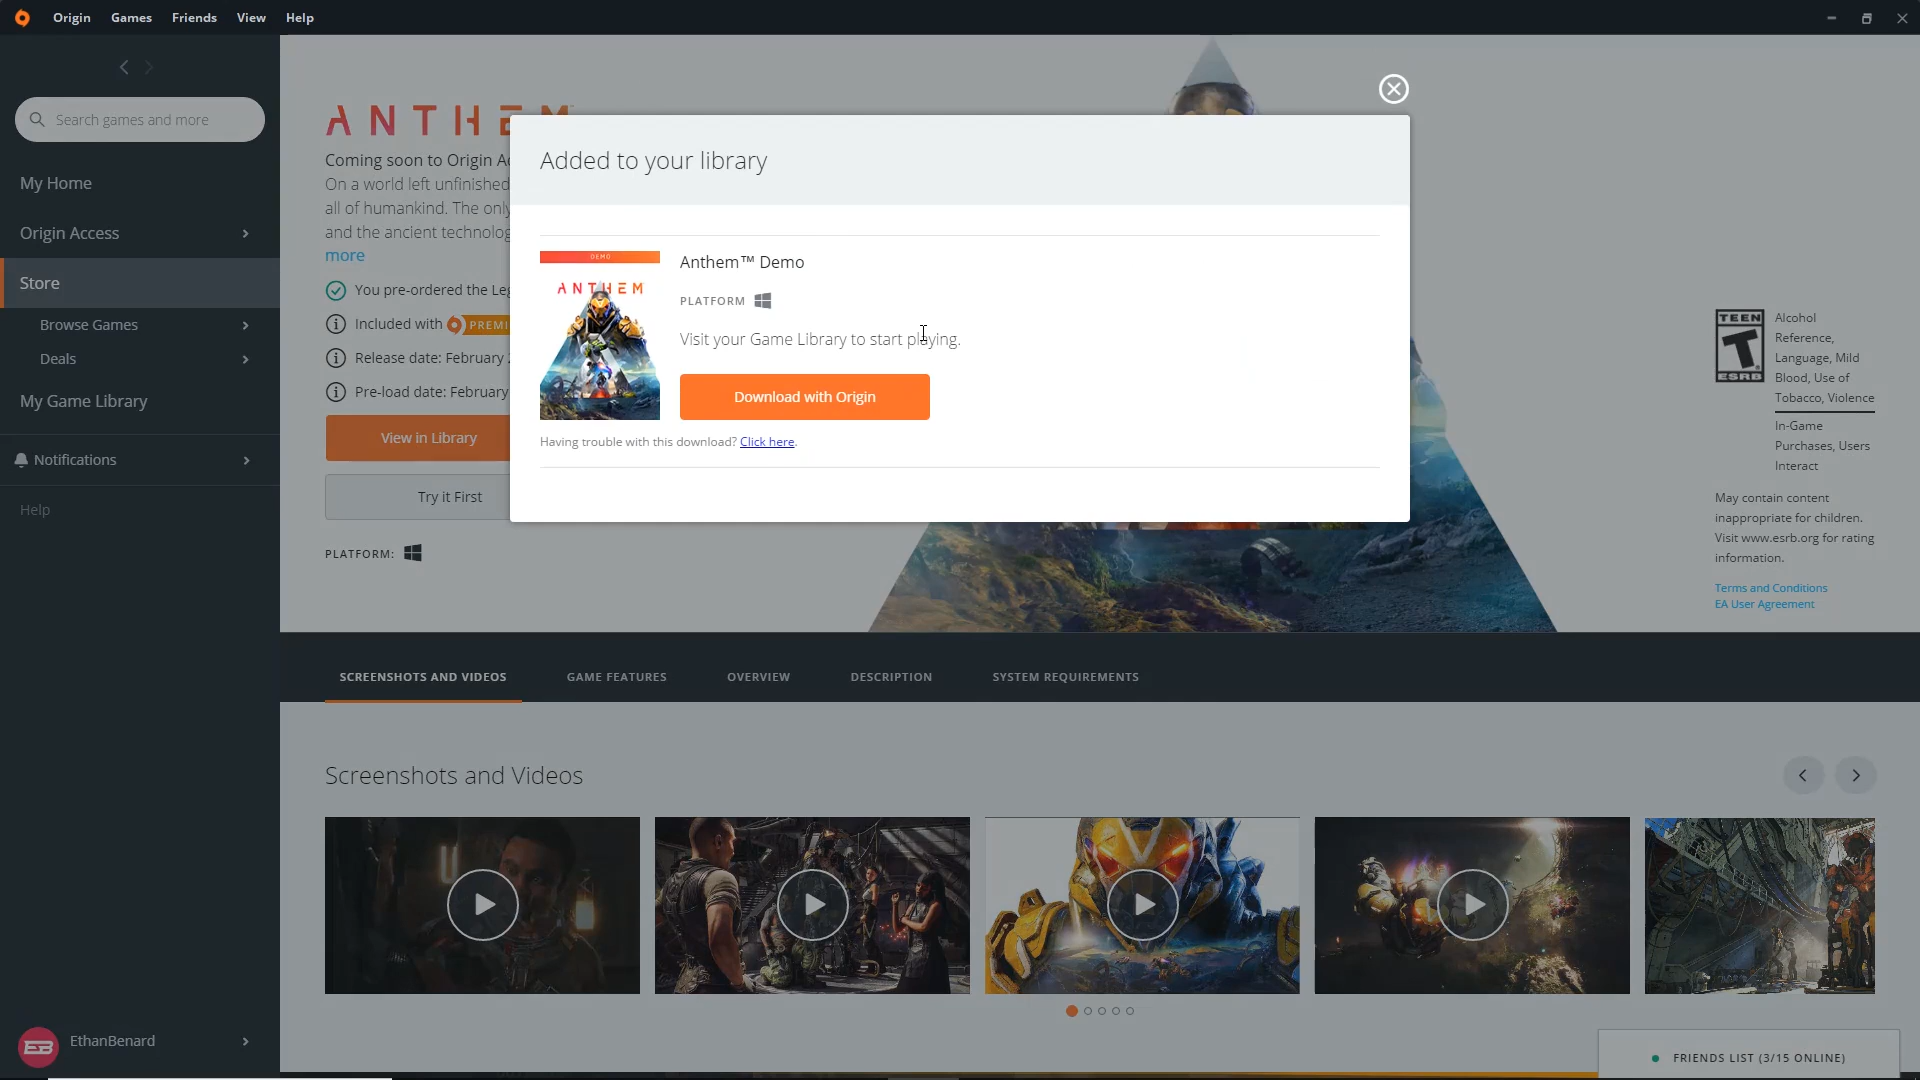 Origin Games Friends View Help
Search games and more
My Home
Origin Access
Store
Browse Games
Deals
My Game Library
Notifications
Help
EthanBenard
ANTHE
Coming soon to Origin
On a world left unfinished
all of humankind. The
and the ancient
more
You pre-ordered the
Included with
Release date: February
Pre-load date: February
View in Library
Try it First
PLATFORM:
Added to your library
DEMO
ANTHEM
Anthem™ Demo
PLATFORM
Visit your Game Library to start playing.
Download with Origin
Having trouble with this download? Click here.
TEEN
T
ESRB
Alcohol
Reference,
Language, Mild
Blood, Use of
Tobacco, Violence
In-Game
Purchases, Users
Interact
May contain content
inappropriate for children.
Visit www.esrb.org for rating
information.
Terms and Conditions
EA User Agreement
SCREENSHOTS AND VIDEOS GAME FEATURES OVERVIEW DESCRIPTION SYSTEM REQUIREMENTS
Screenshots and Videos
FRIENDS LIST (3/15 ONLINE)